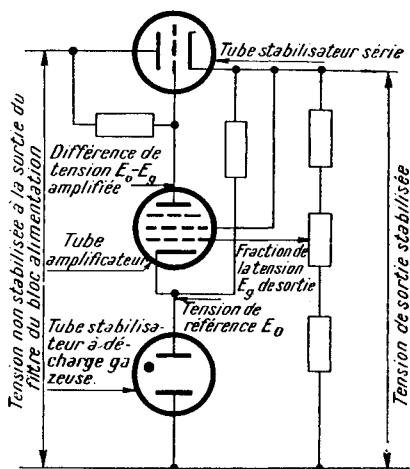 Tube stabilisateur série
Différence de
tension E₀-E_g
amplifiée
Tube
amplificateur
Fraction de
la tension
E_g de sortie
Tension de
référence E₀
Tube stabilisa-
teur à dé-
charge ga
zeuse.
Tension non stabilisée à la sortie du
filtre du bloc alimentation
Tension de sortie stabilisée